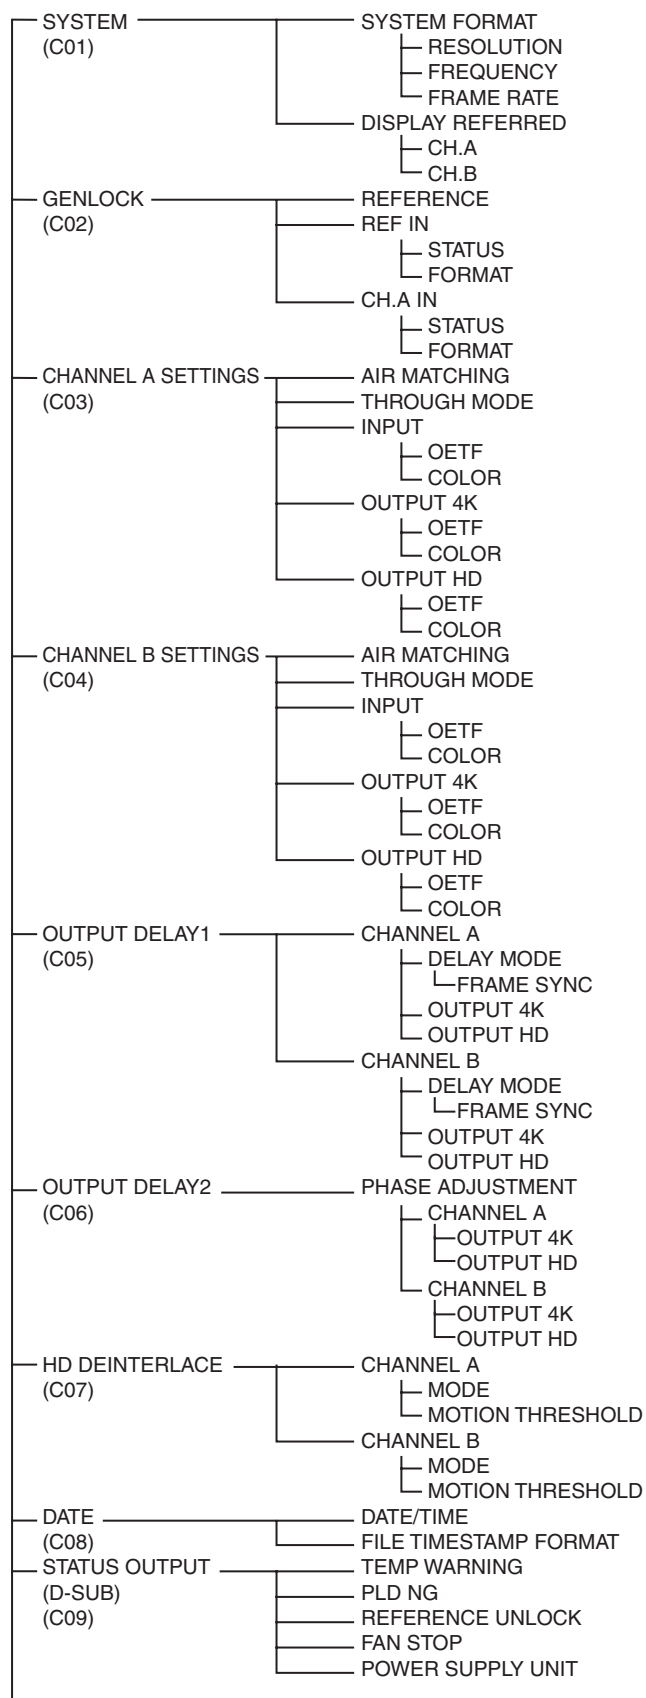 SYSTEM SYSTEM FORMAT
(C01) RESOLUTION
FREQUENCY
FRAME RATE
DISPLAY REFERRED
CH.A
CH.B
GENLOCK REFERENCE
(C02) REF IN
STATUS
FORMAT
CH.A IN
STATUS
FORMAT
CHANNEL A SETTINGS AIR MATCHING
(C03) THROUGH MODE
INPUT
OETF
COLOR
OUTPUT 4K
OETF
COLOR
OUTPUT HD
OETF
COLOR
CHANNEL B SETTINGS AIR MATCHING
(C04) THROUGH MODE
INPUT
OETF
COLOR
OUTPUT 4K
OETF
COLOR
OUTPUT HD
OETF
COLOR
OUTPUT DELAY1 CHANNEL A
(C05) DELAY MODE
FRAME SYNC
OUTPUT 4K
OUTPUT HD
CHANNEL B
DELAY MODE
FRAME SYNC
OUTPUT 4K
OUTPUT HD
OUTPUT DELAY2 PHASE ADJUSTMENT
(C06) CHANNEL A
OUTPUT 4K
OUTPUT HD
CHANNEL B
OUTPUT 4K
OUTPUT HD
HD DEINTERLACE CHANNEL A
(C07) MODE
MOTION THRESHOLD
CHANNEL B
MODE
MOTION THRESHOLD
DATE DATE/TIME
(C08) FILE TIMESTAMP FORMAT
STATUS OUTPUT TEMP WARNING
(D-SUB) PLD NG
(C09) REFERENCE UNLOCK
FAN STOP
POWER SUPPLY UNIT